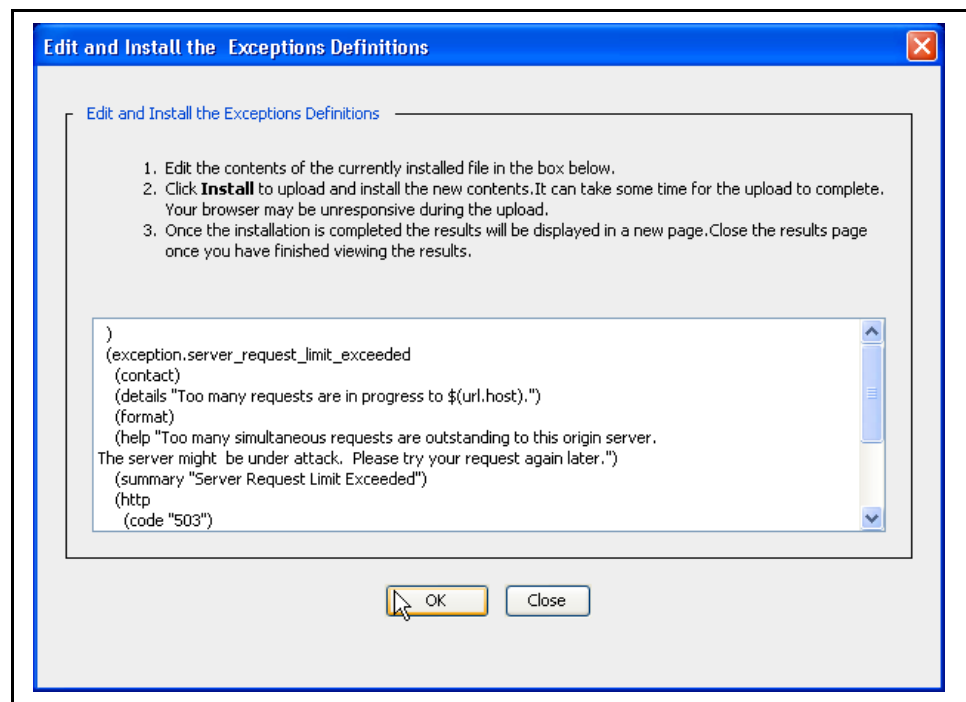 Edit and Install the  Exceptions Definitions
Edit and Install the Exceptions Definitions
1. Edit the contents of the currently installed file in the box below.
2. Click Install to upload and install the new contents.It can take some time for the upload to complete.
Your browser may be unresponsive during the upload.
3. Once the installation is completed the results will be displayed in a new page.Close the results page
once you have finished viewing the results.
)
(exception.server_request_limit_exceeded
(contact)
(details "Too many requests are in progress to $(url.host).")
(format)
(help "Too many simultaneous requests are outstanding to this origin server.
The server might  be under attack.  Please try your request again later.")
(summary "Server Request Limit Exceeded")
(http
(code "503")
OK
Close